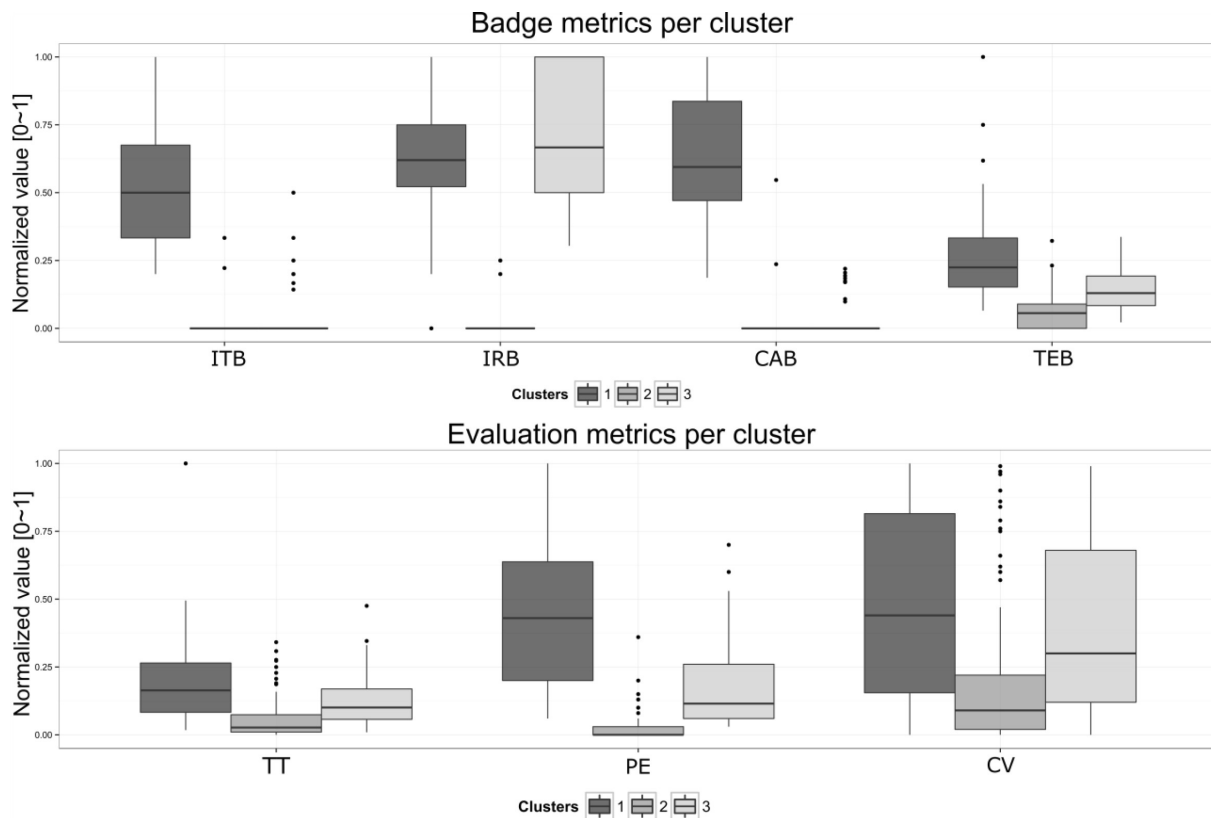 Badge metrics per cluster
Normalized value [0~1]
1.00
0.75
0.50
0.25
0.00
ITB IRB CAB TEB
Clusters 1 2 3
Evaluation metrics per cluster
Normalized value [0~1]
1.00
0.75
0.50
0.25
0.00
TT PE CV
Clusters 1 2 3